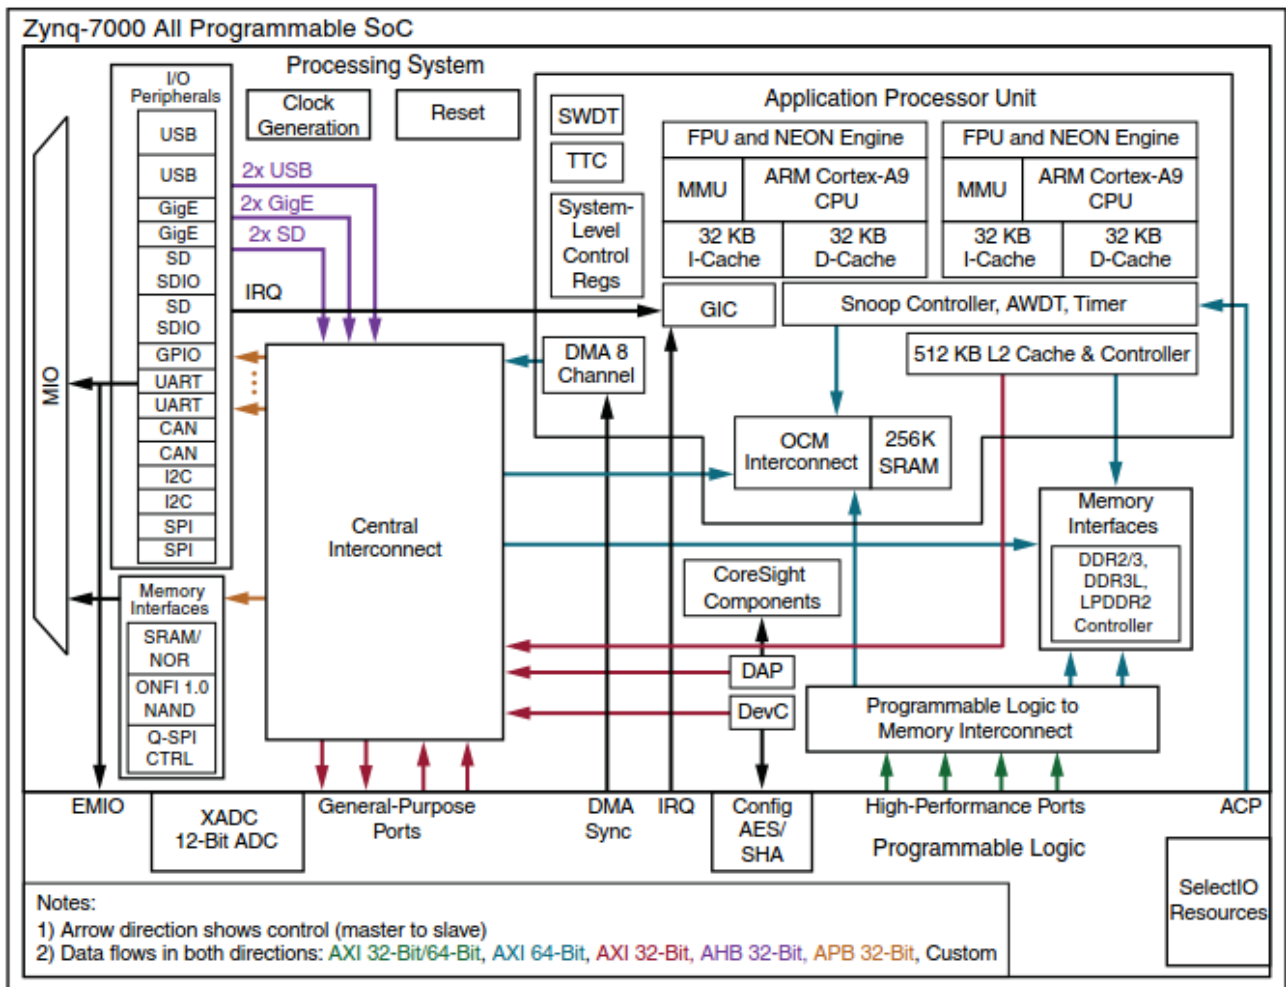 Zynq-7000 All Programmable SoC
Processing System
I/O
Peripherals
USB
USB
GigE
GigE
SD
SDIO
SD
SDIO
GPIO
UART
UART
CAN
CAN
I2C
I2C
SPI
SPI
MIO
Clock
Generation
Reset
2x USB
2x GigE
2x SD
IRQ
Application Processor Unit
SWDT
TTC
System-
Level
Control
Regs
FPU and NEON Engine
MMU
ARM Cortex-A9
CPU
32 KB
I-Cache
32 KB
D-Cache
FPU and NEON Engine
MMU
ARM Cortex-A9
CPU
32 KB
I-Cache
32 KB
D-Cache
GIC
Snoop Controller, AWDT, Timer
DMA 8
Channel
512 KB L2 Cache & Controller
OCM
Interconnect
256K
SRAM
Central
Interconnect
Memory
Interfaces
DDR2/3,
DDR3L,
LPDDR2
Controller
CoreSight
Components
DAP
DevC
Programmable Logic to
Memory Interconnect
Memory
Interfaces
SRAM/
NOR
ONFI 1.0
NAND
Q-SPI
CTRL
EMIO
XADC
12-Bit ADC
General-Purpose
Ports
DMA
Sync
IRQ
Config
AES/
SHA
High-Performance Ports
ACP
Programmable Logic
SelectIO
Resources
Notes:
1) Arrow direction shows control (master to slave)
2) Data flows in both directions: AXI 32-Bit/64-Bit, AXI 64-Bit, AXI 32-Bit, AHB 32-Bit, APB 32-Bit, Custom